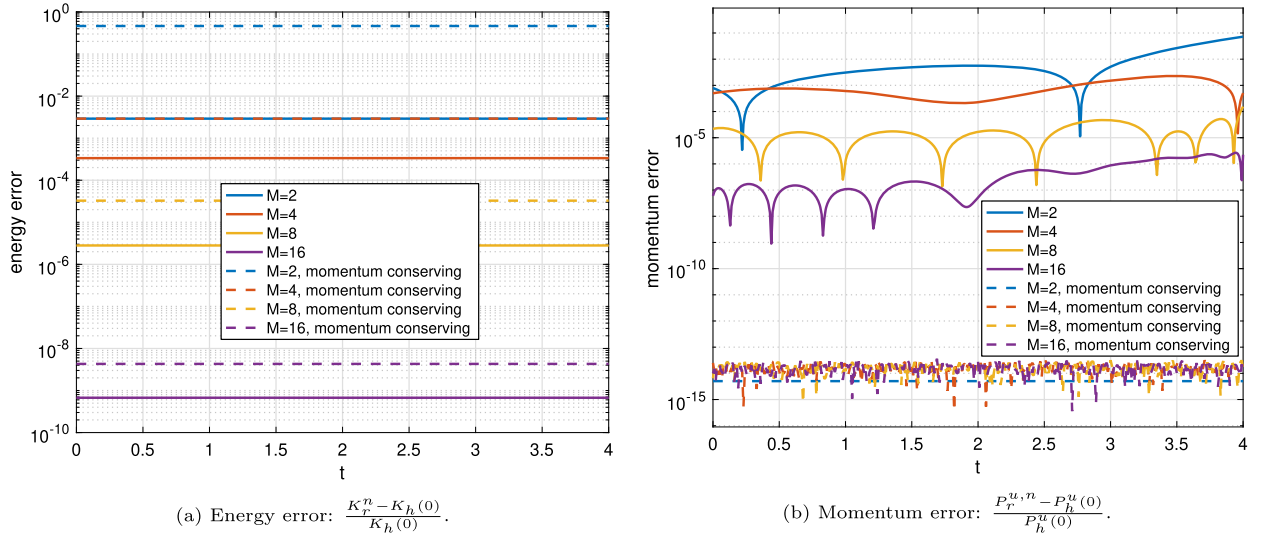 10^0
10^-2
10^-4
10^-6
10^-8
10^-10
energy error
M=2
M=4
M=8
M=16
M=2, momentum conserving
M=4, momentum conserving
M=8, momentum conserving
M=16, momentum conserving
0 0.5 1 1.5 2 2.5 3 3.5 4
t
(a) Energy error: \frac{K_r^n - K_h(0)}{K_h(0)}.
10^-5
10^-10
10^-15
momentum error
M=2
M=4
M=8
M=16
M=2, momentum conserving
M=4, momentum conserving
M=8, momentum conserving
M=16, momentum conserving
0 0.5 1 1.5 2 2.5 3 3.5 4
t
(b) Momentum error: \frac{P_r^{u,n} - P_h^u(0)}{P_h^u(0)}.